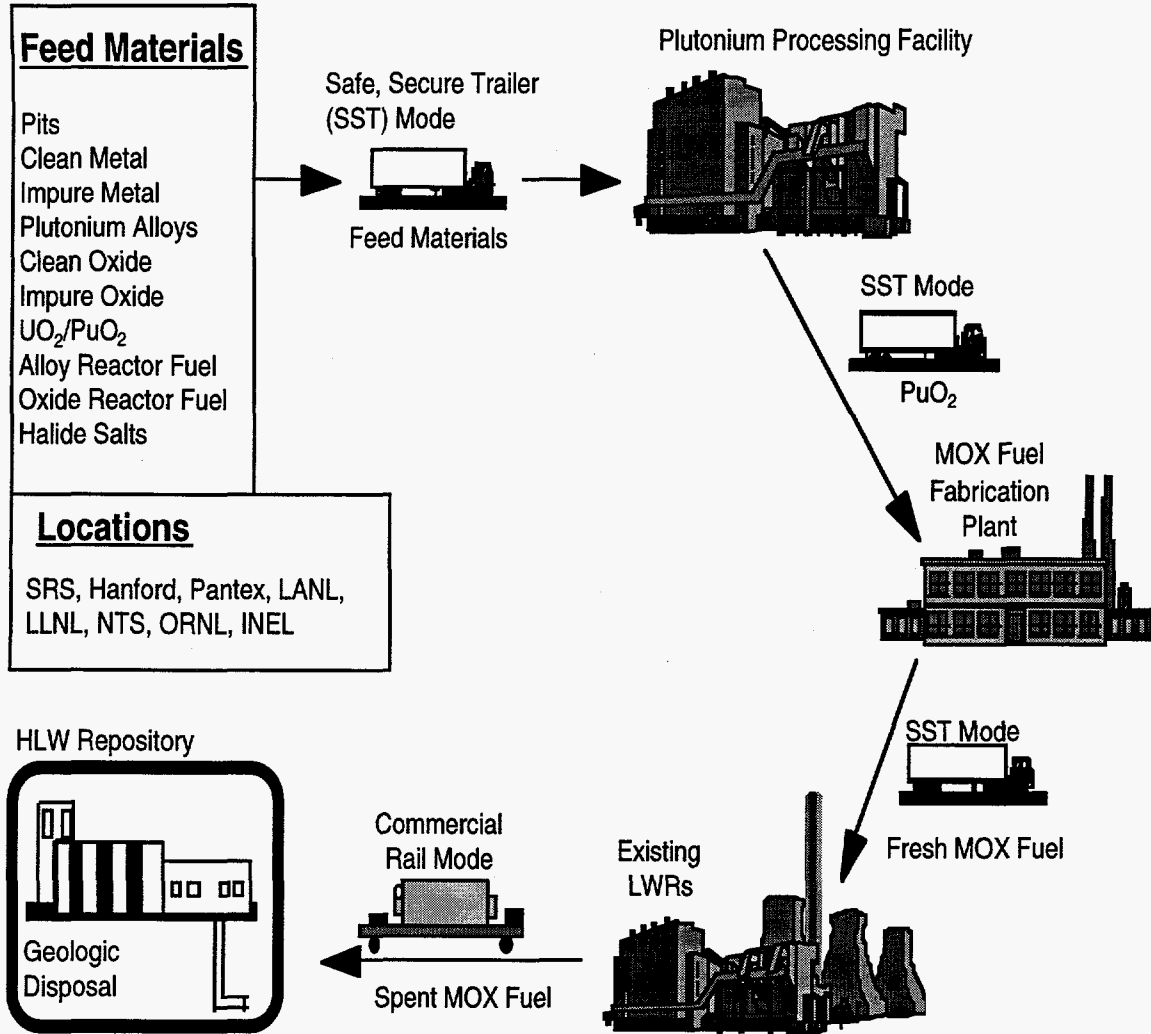 Feed Materials
Pits
Clean Metal
Impure Metal
Plutonium Alloys
Clean Oxide
Impure Oxide
UO₂/PuO₂
Alloy Reactor Fuel
Oxide Reactor Fuel
Halide Salts
Locations
SRS, Hanford, Pantex, LANL,
LLNL, NTS, ORNL, INEL
Safe, Secure Trailer
(SST) Mode
Feed Materials
Plutonium Processing Facility
SST Mode
PuO₂
MOX Fuel
Fabrication
Plant
SST Mode
Fresh MOX Fuel
Existing
LWRs
Commercial
Rail Mode
Spent MOX Fuel
HLW Repository
Geologic
Disposal